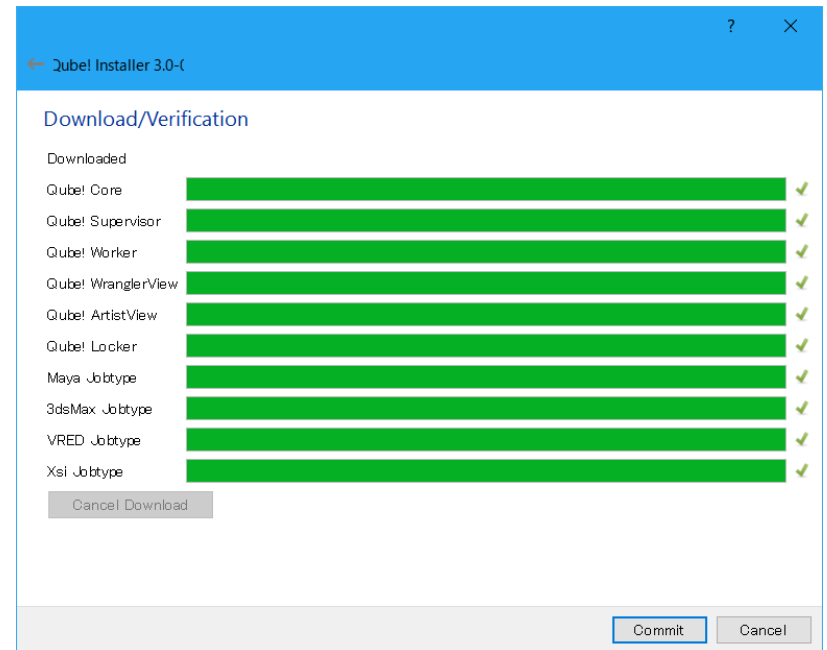 ?
Qube! Installer 3.0-(
Download/Verification
Downloaded
Qube! Core
Qube! Supervisor
Qube! Worker
Qube! WranglerView
Qube! ArtistView
Qube! Locker
Maya Jobtype
3dsMax Jobtype
VRED Jobtype
Xsi Jobtype
Cancel Download
Commit Cancel